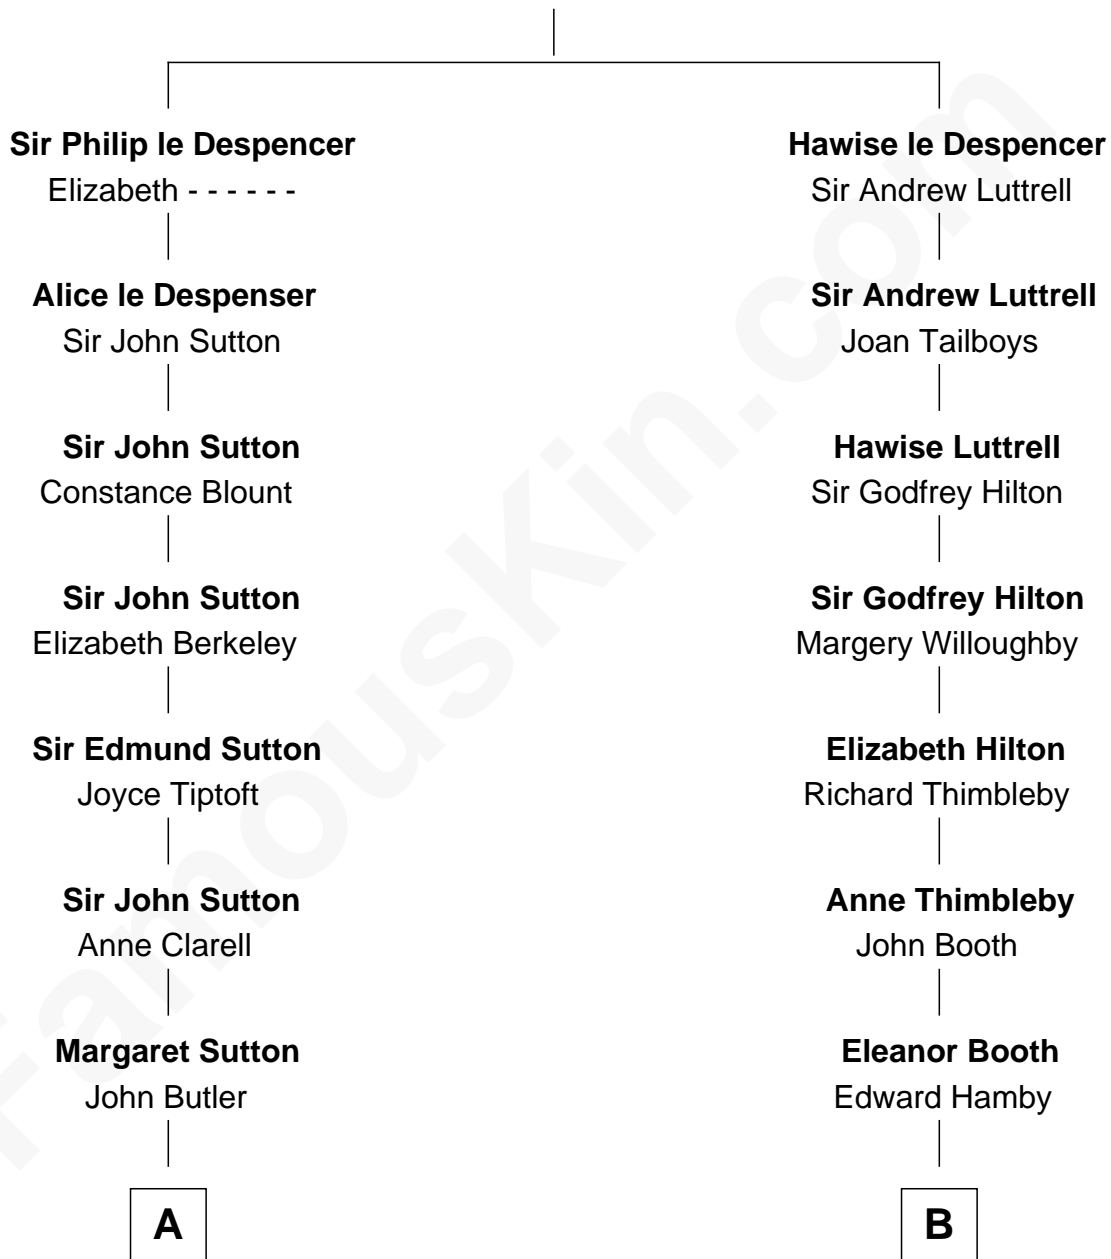 Sir Philip le Despencer
Elizabeth - - - - - -
Hawise le Despencer
Sir Andrew Luttrell
Alice le Despenser
Sir John Sutton
Sir Andrew Luttrell
Joan Tailboys
Sir John Sutton
Constance Blount
Hawise Luttrell
Sir Godfrey Hilton
Sir John Sutton
Elizabeth Berkeley
Sir Godfrey Hilton
Margery Willoughby
Sir Edmund Sutton
Joyce Tiptoft
Elizabeth Hilton
Richard Thimbleby
Sir John Sutton
Anne Clarell
Anne Thimbleby
John Booth
Margaret Sutton
John Butler
Eleanor Booth
Edward Hamby
A
B
FamousKin.com